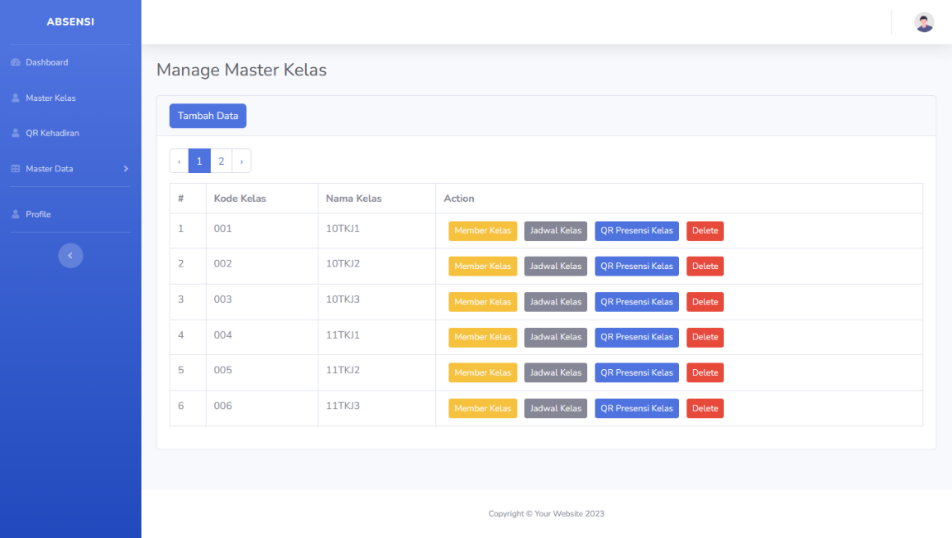 ABSENSI
Dashboard
Master Kelas
QR Kehadiran
Master Data
Profile
Manage Master Kelas
Tambah Data
‹ 1 2 ›
# Kode Kelas Nama Kelas Action
1 001 10TKJ1 Member Kelas Jadwal Kelas QR Presensi Kelas Delete
2 002 10TKJ2 Member Kelas Jadwal Kelas QR Presensi Kelas Delete
3 003 10TKJ3 Member Kelas Jadwal Kelas QR Presensi Kelas Delete
4 004 11TKJ1 Member Kelas Jadwal Kelas QR Presensi Kelas Delete
5 005 11TKJ2 Member Kelas Jadwal Kelas QR Presensi Kelas Delete
6 006 11TKJ3 Member Kelas Jadwal Kelas QR Presensi Kelas Delete
Copyright © Your Website 2023